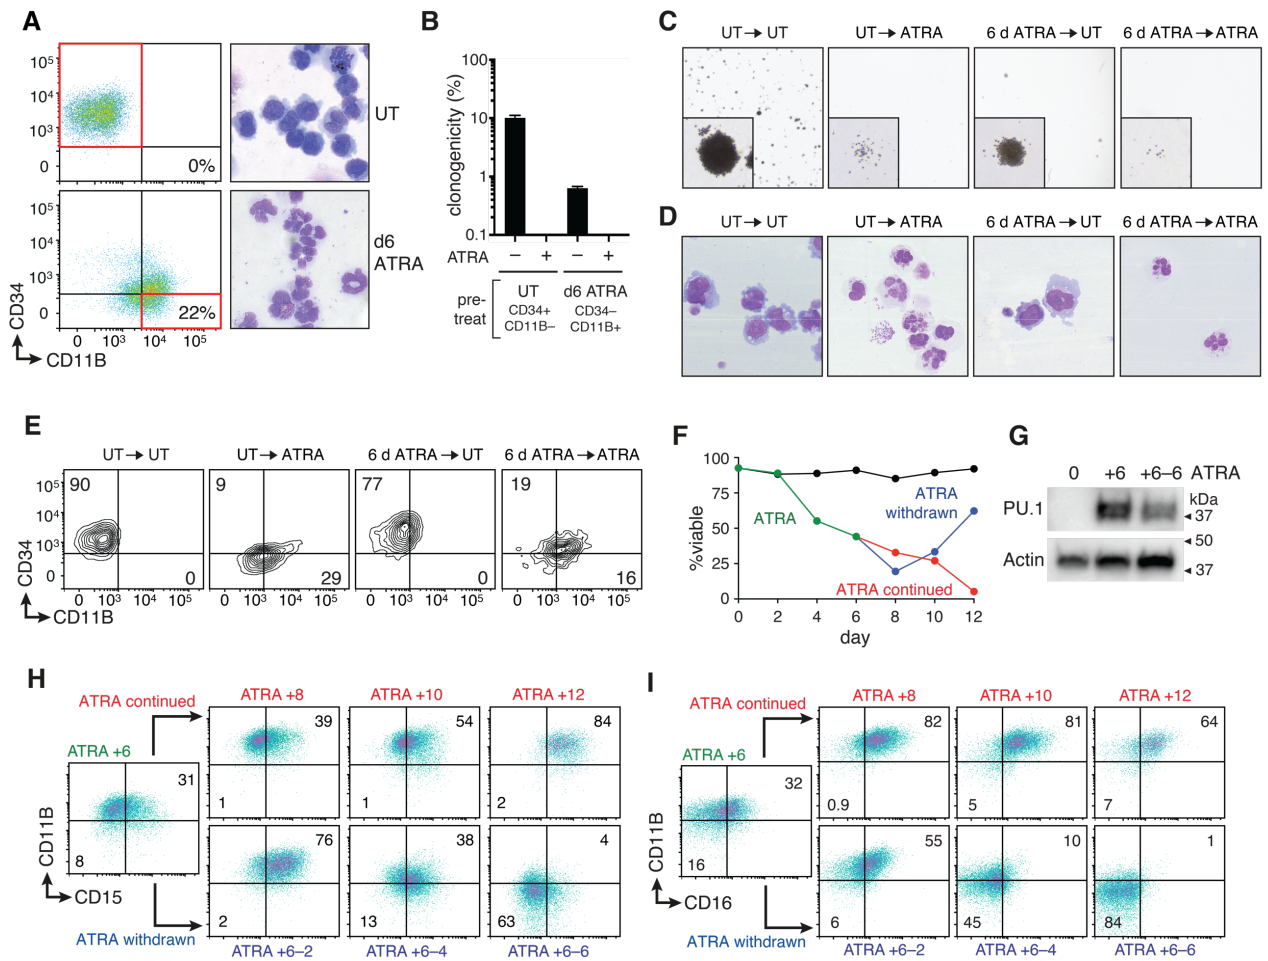 A
10⁵
10⁴
10³
0
0%
UT
10⁵
10⁴
10³
0
22%
d6
ATRA
0 10³ 10⁴ 10⁵
CD34
CD11B
B
clonogenicity (%)
100
10
1
0.1
ATRA − + − +
pre-
treat
UT
CD34+
CD11B−
d6 ATRA
CD34−
CD11B+
C
UT→UT
UT→ATRA
6 d ATRA→UT
6 d ATRA→ATRA
D
UT→UT
UT→ATRA
6 d ATRA→UT
6 d ATRA→ATRA
E
UT→UT
UT→ATRA
6 d ATRA→UT
6 d ATRA→ATRA
10⁵
10⁴
10³
0
90
0
9
29
77
0
19
16
0 10³ 10⁴ 10⁵
0 10³ 10⁴ 10⁵
0 10³ 10⁴ 10⁵
0 10³ 10⁴ 10⁵
CD34
CD11B
F
%viable
100
75
50
25
0
ATRA
ATRA
withdrawn
ATRA continued
0 2 4 6 8 10 12
day
G
0 +6 +6–6 ATRA
PU.1
kDa
37
50
Actin
37
H
ATRA continued
ATRA +8
ATRA +10
ATRA +12
39
1
54
1
84
2
ATRA +6
31
8
CD11B
CD15
76
2
38
13
4
63
ATRA withdrawn
ATRA +6–2
ATRA +6–4
ATRA +6–6
I
ATRA continued
ATRA +8
ATRA +10
ATRA +12
82
0.9
81
5
64
7
ATRA +6
32
16
CD11B
CD16
55
6
10
45
1
84
ATRA withdrawn
ATRA +6–2
ATRA +6–4
ATRA +6–6